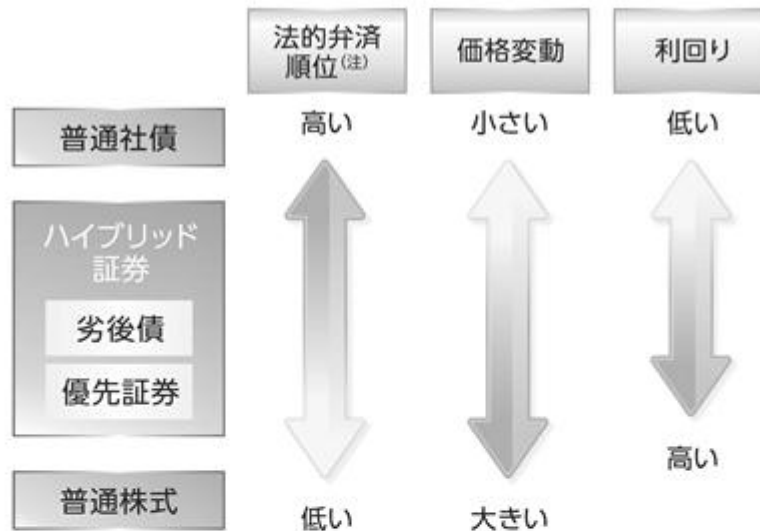 法的弁済
順位(注)
価格変動
利回り
普通社債
高い
小さい
低い
ハイブリッド
証券
劣後債
優先証券
高い
普通株式
低い
大きい